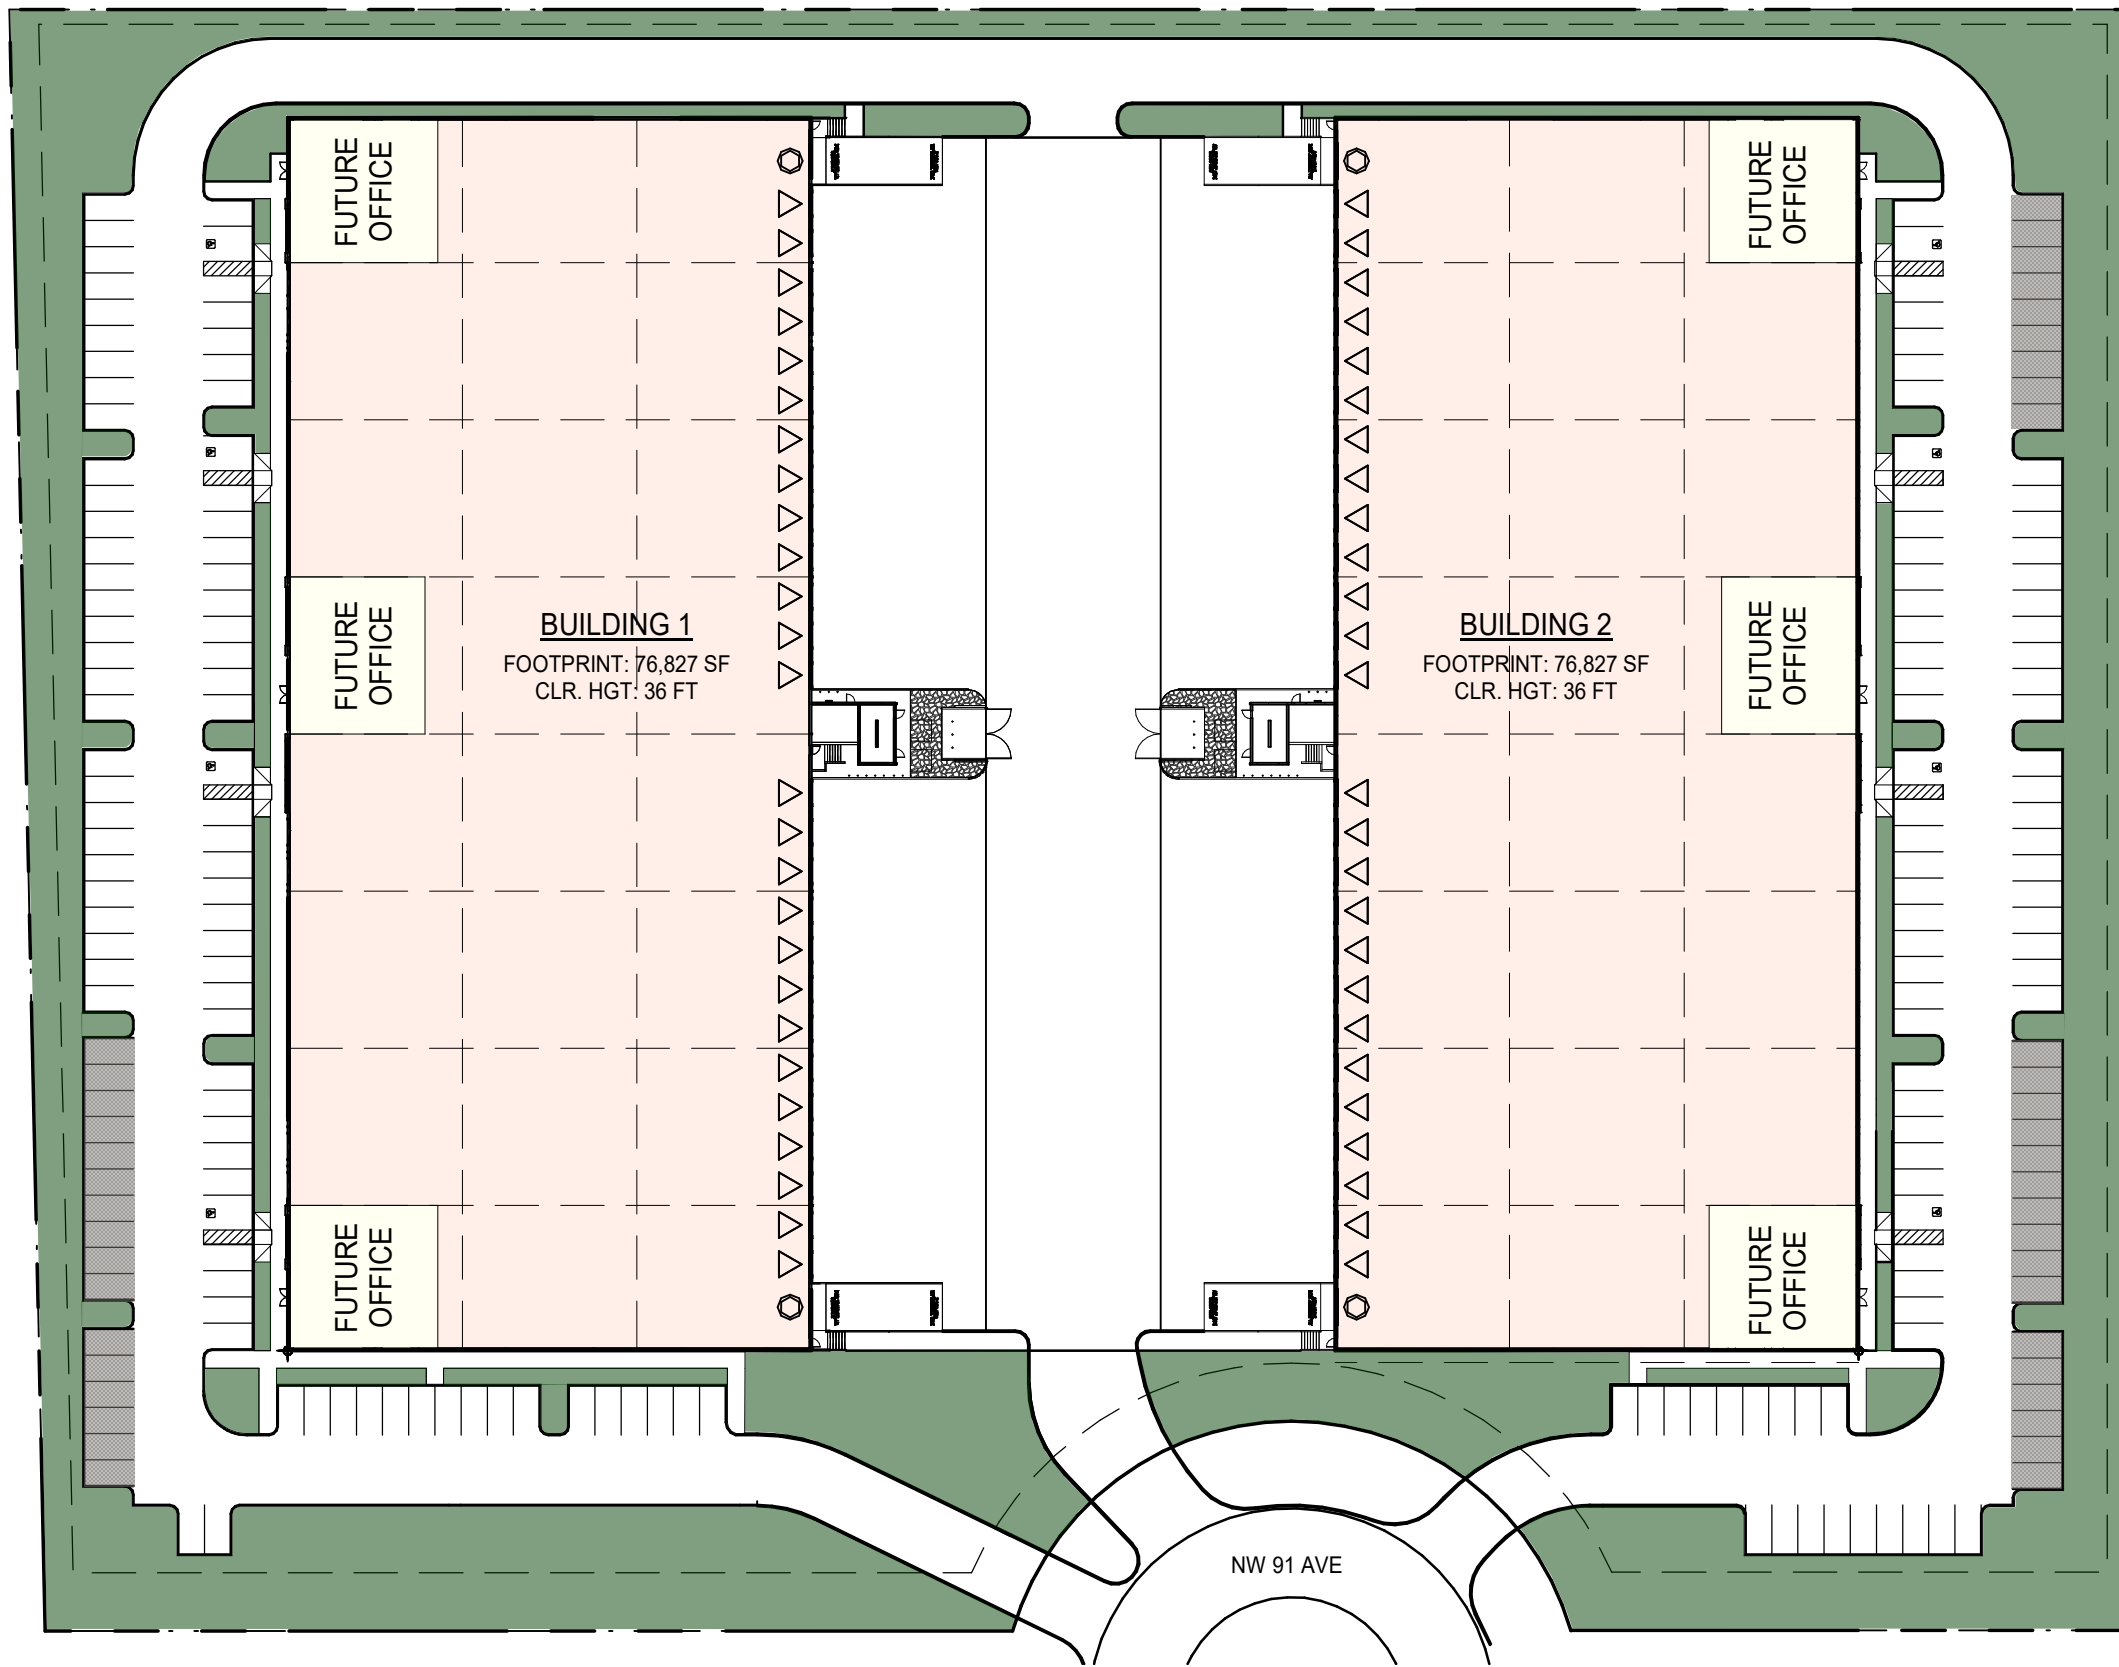 FUTURE
OFFICE
FUTURE
OFFICE
BUILDING 1
FOOTPRINT: 76,827 SF
CLR. HGT: 36 FT
BUILDING 2
FOOTPRINT: 76,827 SF
CLR. HGT: 36 FT
FUTURE
OFFICE
FUTURE
OFFICE
FUTURE
OFFICE
FUTURE
OFFICE
NW 91 AVE